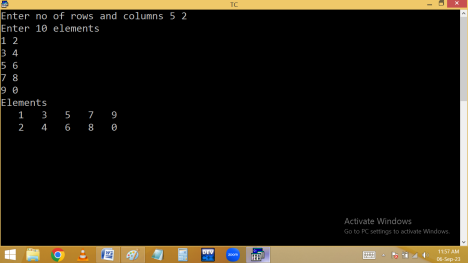 TC
Enter no of rows and columns 5 2
Enter 10 elements
1 2
3 4
5 6
7 8
9 0
Elements
1 3 5 7 9
2 4 6 8 0
Activate Windows
Go to PC settings to activate Windows.
11:37 AM
06-Sep-23